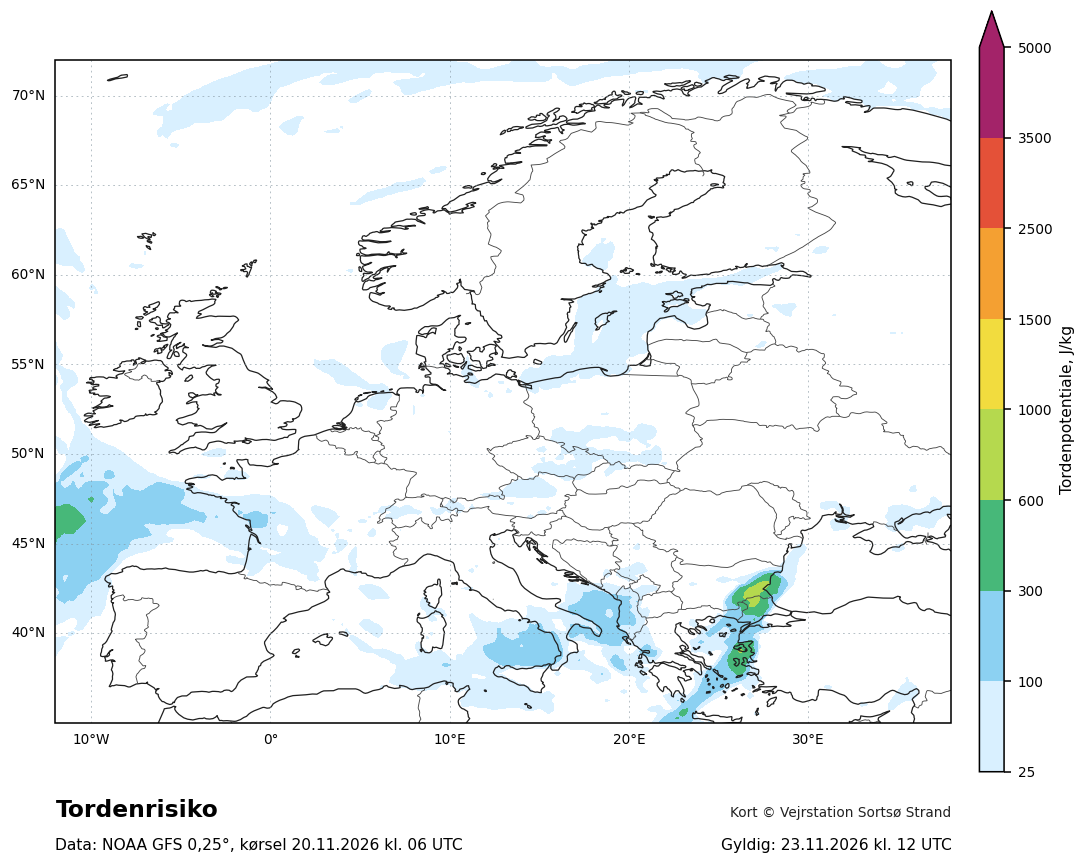 5000
3500
2500
1500
1000
600
300
100
25
Tordenpotentiale, J/kg
70°N
65°N
60°N
55°N
50°N
45°N
40°N
10°W
0°
10°E
20°E
30°E
Tordenrisiko
Kort © Vejrstation Sortsø Strand
Data: NOAA GFS 0,25°, kørsel 20.11.2026 kl. 06 UTC
Gyldig: 23.11.2026 kl. 12 UTC